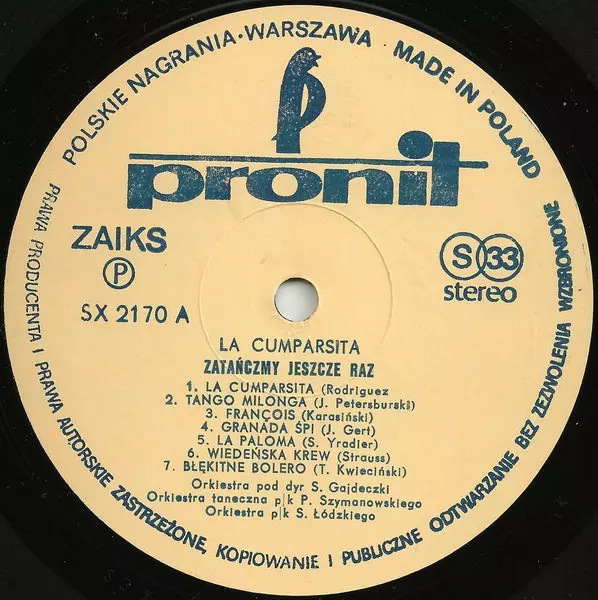 POLSKIE NAGRANIA · WARSZAWA MADE IN POLAND
pronit
ZAIKS
P
SX 2170 A
S 33
stereo
LA CUMPARSITA
ZATAŃCZMY JESZCZE RAZ
1. LA CUMPARSITA (Rodriguez
2. TANGO MILONGA (J. Petersburski)
3. FRANÇOIS (Karasiński)
4. GRANADA ŚPI (J. Gert)
5. LA PALOMA (S. Yradier)
6. WIEDEŃSKA KREW (Strauss)
7. BŁĘKITNE BOLERO (T. Kwieciński)
Orkiestra pod dyr S. Gajdeczki
Orkiestra taneczna p/k P. Szymanowskiego
Orkiestra p/k S. Łódzkiego
PRAWA PRODUCENTA I PRAWA AUTORSKIE ZASTRZEŻONE, KOPIOWANIE I PUBLICZNE ODTWARZANIE BEZ ZEZWOLENIA WZBRONIONE